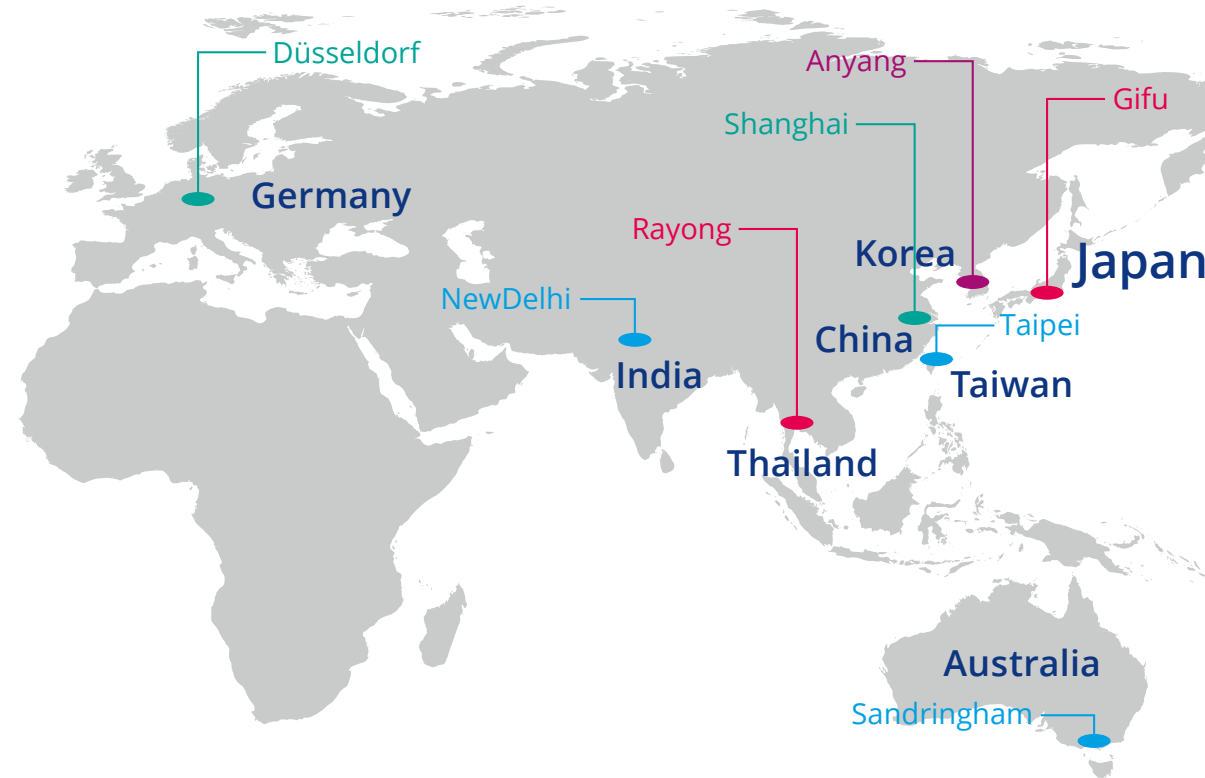 Düsseldorf
Anyang
Gifu
Shanghai
Germany
Rayong
Korea
Japan
NewDelhi
Taipei
China
India
Taiwan
Thailand
Australia
Sandringham